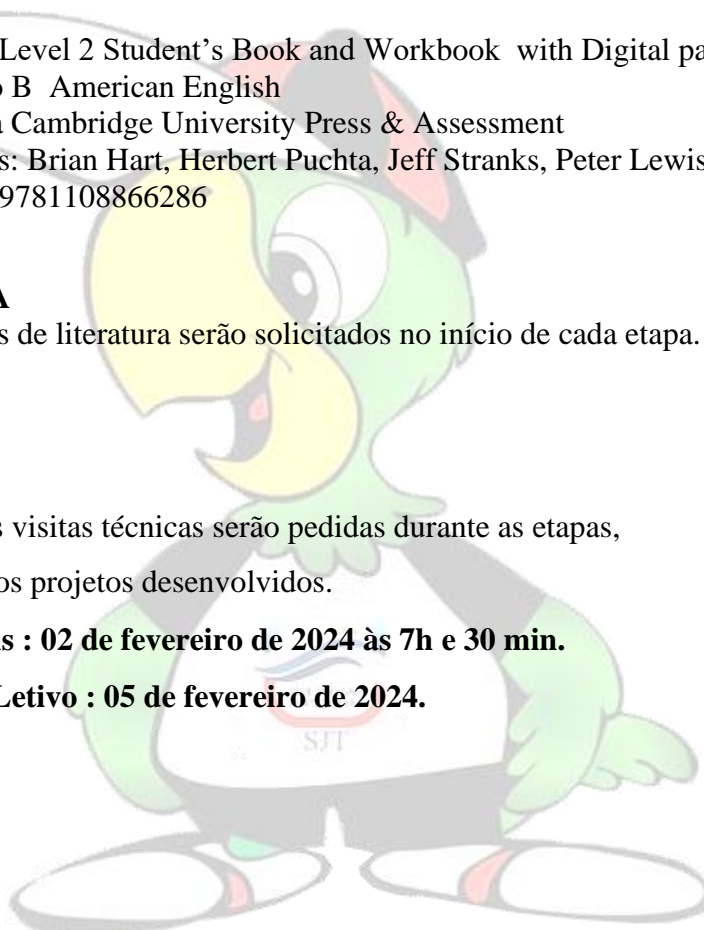 Level 2 Student’s Book and Workbook with Digital pa
B American English
Cambridge University Press & Assessment
s: Brian Hart, Herbert Puchta, Jeff Stranks, Peter Lewis
9781108866286
A
s de literatura serão solicitados no início de cada etapa.
s visitas técnicas serão pedidas durante as etapas,
os projetos desenvolvidos.
s : 02 de fevereiro de 2024 às 7h e 30 min.
Letivo : 05 de fevereiro de 2024.
SJT